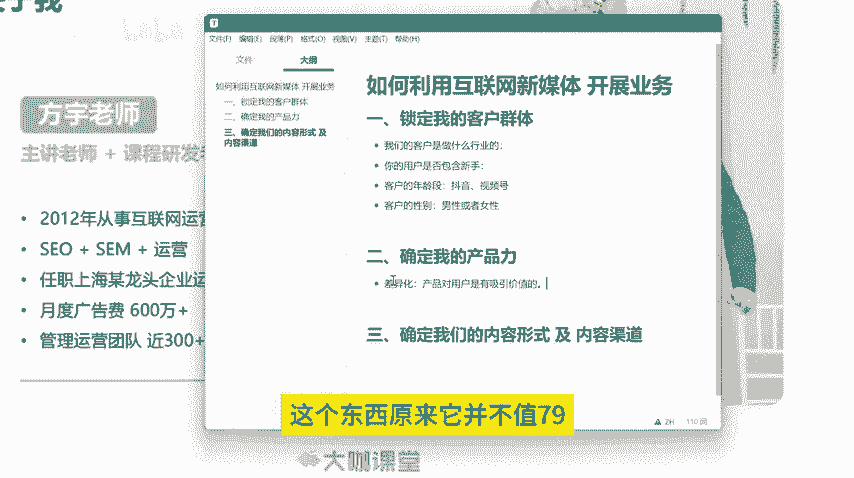 于我
文件(F) 编辑(E) 段落(P) 格式(O) 视图(V) 主题(T) 帮助(H)
文件 大纲
如何利用互联网新媒体 开展业务
一、锁定我的客户群体
二、确定我的产品力
三、确定我们的内容形式 及
内容渠道
如何利用互联网新媒体 开展业务
一、锁定我的客户群体
我们的客户是做什么行业的:
你的用户是否包含新手:
客户的年龄段：抖音、视频号
客户的性别：男性或者女性
二、确定我的产品力
差异化：产品对用户是有吸引价值的。
三、确定我们的内容形式 及 内容渠道
ZH 110 词
方宇老师
主讲老师 + 课程研发老
• 2012年从事互联网运营
• SEO + SEM + 运营
• 任职上海某龙头企业运
• 月度广告费 600万+
• 管理运营团队 近300+
这个东西原来它并不值79
大咖课堂